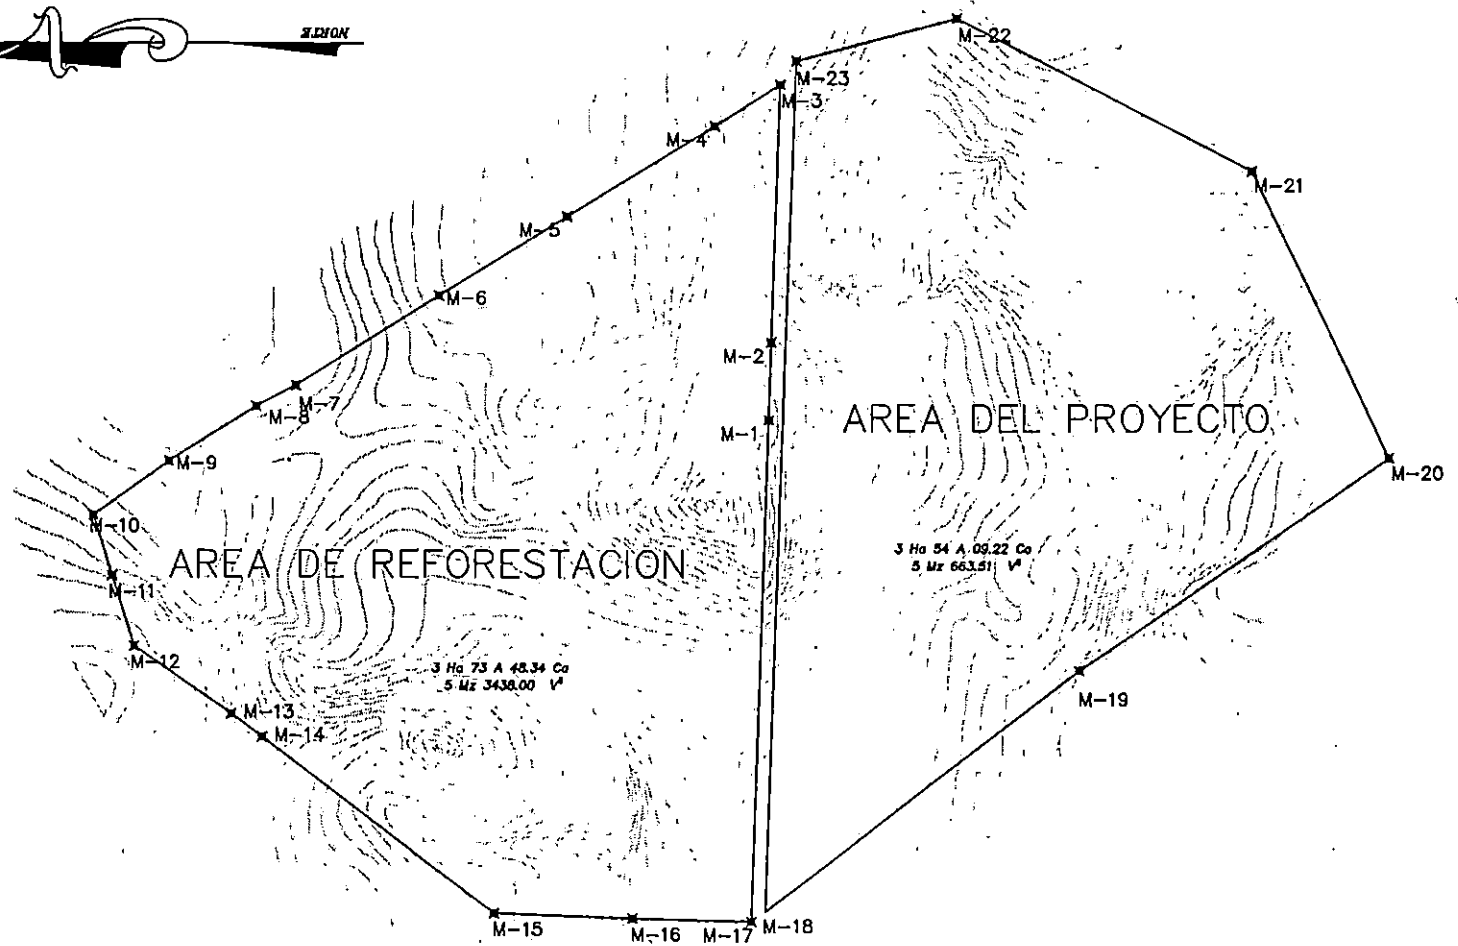 NORTE
M-22
M-23
M-3
M-4
M-21
M-5
M-6
M-2
M-7
M-8
AREA DEL PROYECTO
M-1
M-9
M-20
M-10
3 Ha 54 A 09.22 Ca
5 Mz 663.51 V²
AREA DE REFORESTACION
M-11
M-12
3 Ha 73 A 48.34 Ca
5 Mz 3438.00 V²
M-19
M-13
M-14
M-15
M-16
M-17
M-18